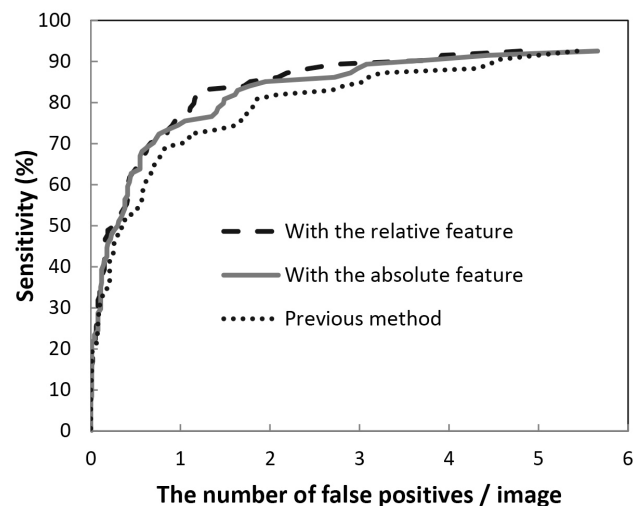 Sensitivity (%)
100
90
80
70
60
50
40
30
20
10
0
With the relative feature
With the absolute feature
Previous method
0 1 2 3 4 5 6
The number of false positives / image